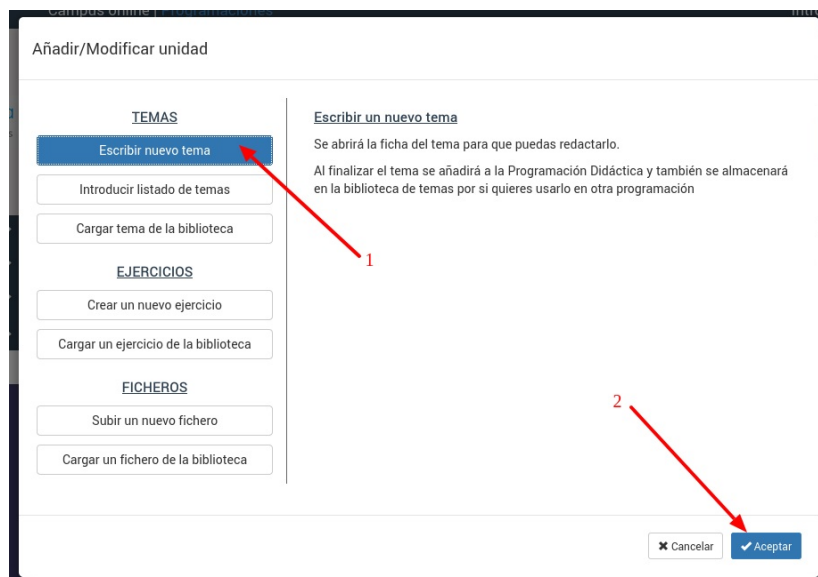 Campus online | Programaciones
Añadir/Modificar unidad
TEMAS
Escribir nuevo tema
Introducir listado de temas
Cargar tema de la biblioteca
EJERCICIOS
Crear un nuevo ejercicio
Cargar un ejercicio de la biblioteca
FICHEROS
Subir un nuevo fichero
Cargar un fichero de la biblioteca
Escribir un nuevo tema
Se abrirá la ficha del tema para que puedas redactarlo.
Al finalizar el tema se añadirá a la Programación Didáctica y también se almacenará
en la biblioteca de temas por si quieres usarlo en otra programación
1
2
Cancelar
Aceptar